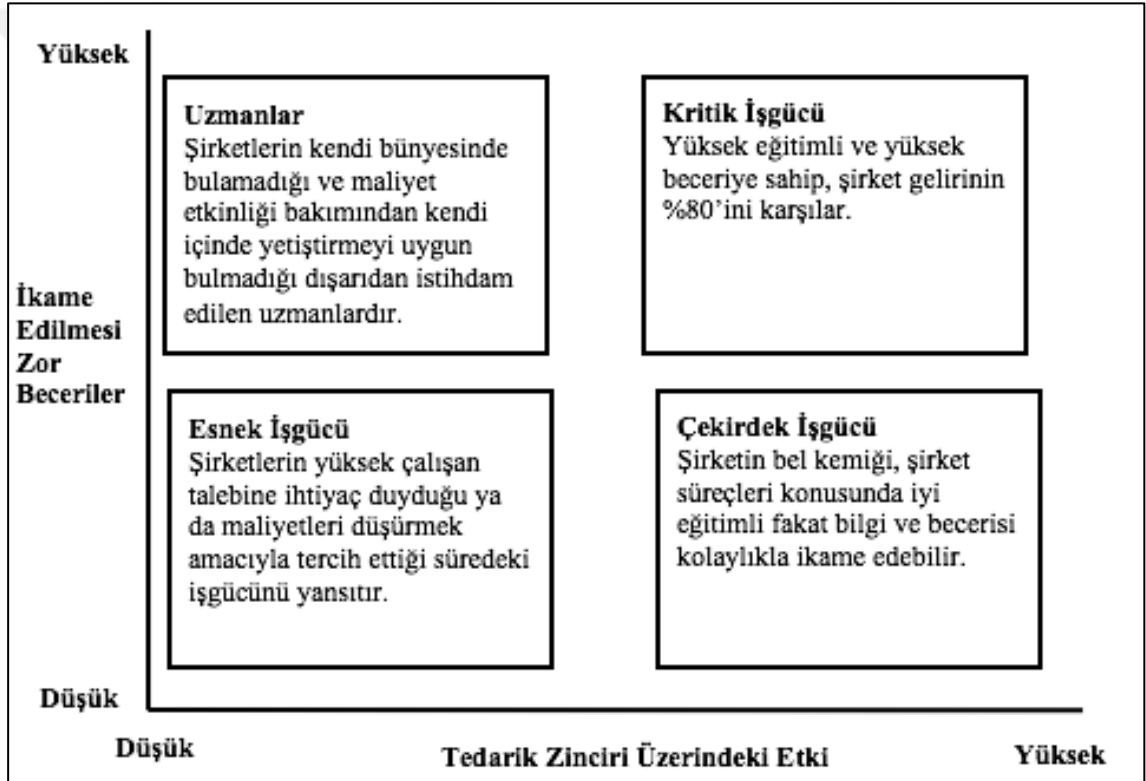 Yüksek
Uzmanlar
Şirketlerin kendi bünyesinde
bulamadığı ve maliyet
etkinliği bakımından kendi
içinde yetiştirmeyi uygun
bulmadığı dışarıdan istihdam
edilen uzmanlardır.
Kritik İşgücü
Yüksek eğitimli ve yüksek
beceriye sahip, şirket gelirinin
%80’ini karşılar.
İkame
Edilmesi
Zor
Beceriler
Esnek İşgücü
Şirketlerin yüksek çalışan
talebine ihtiyaç duyduğu ya
da maliyetleri düşürmek
amacıyla tercih ettiği süredeki
işgücünü yansıtır.
Çekirdek İşgücü
Şirketin bel kemiği, şirket
süreçleri konusunda iyi
eğitimli fakat bilgi ve becerisi
kolaylıkla ikame edebilir.
Düşük
Düşük
Tedarik Zinciri Üzerindeki Etki
Yüksek